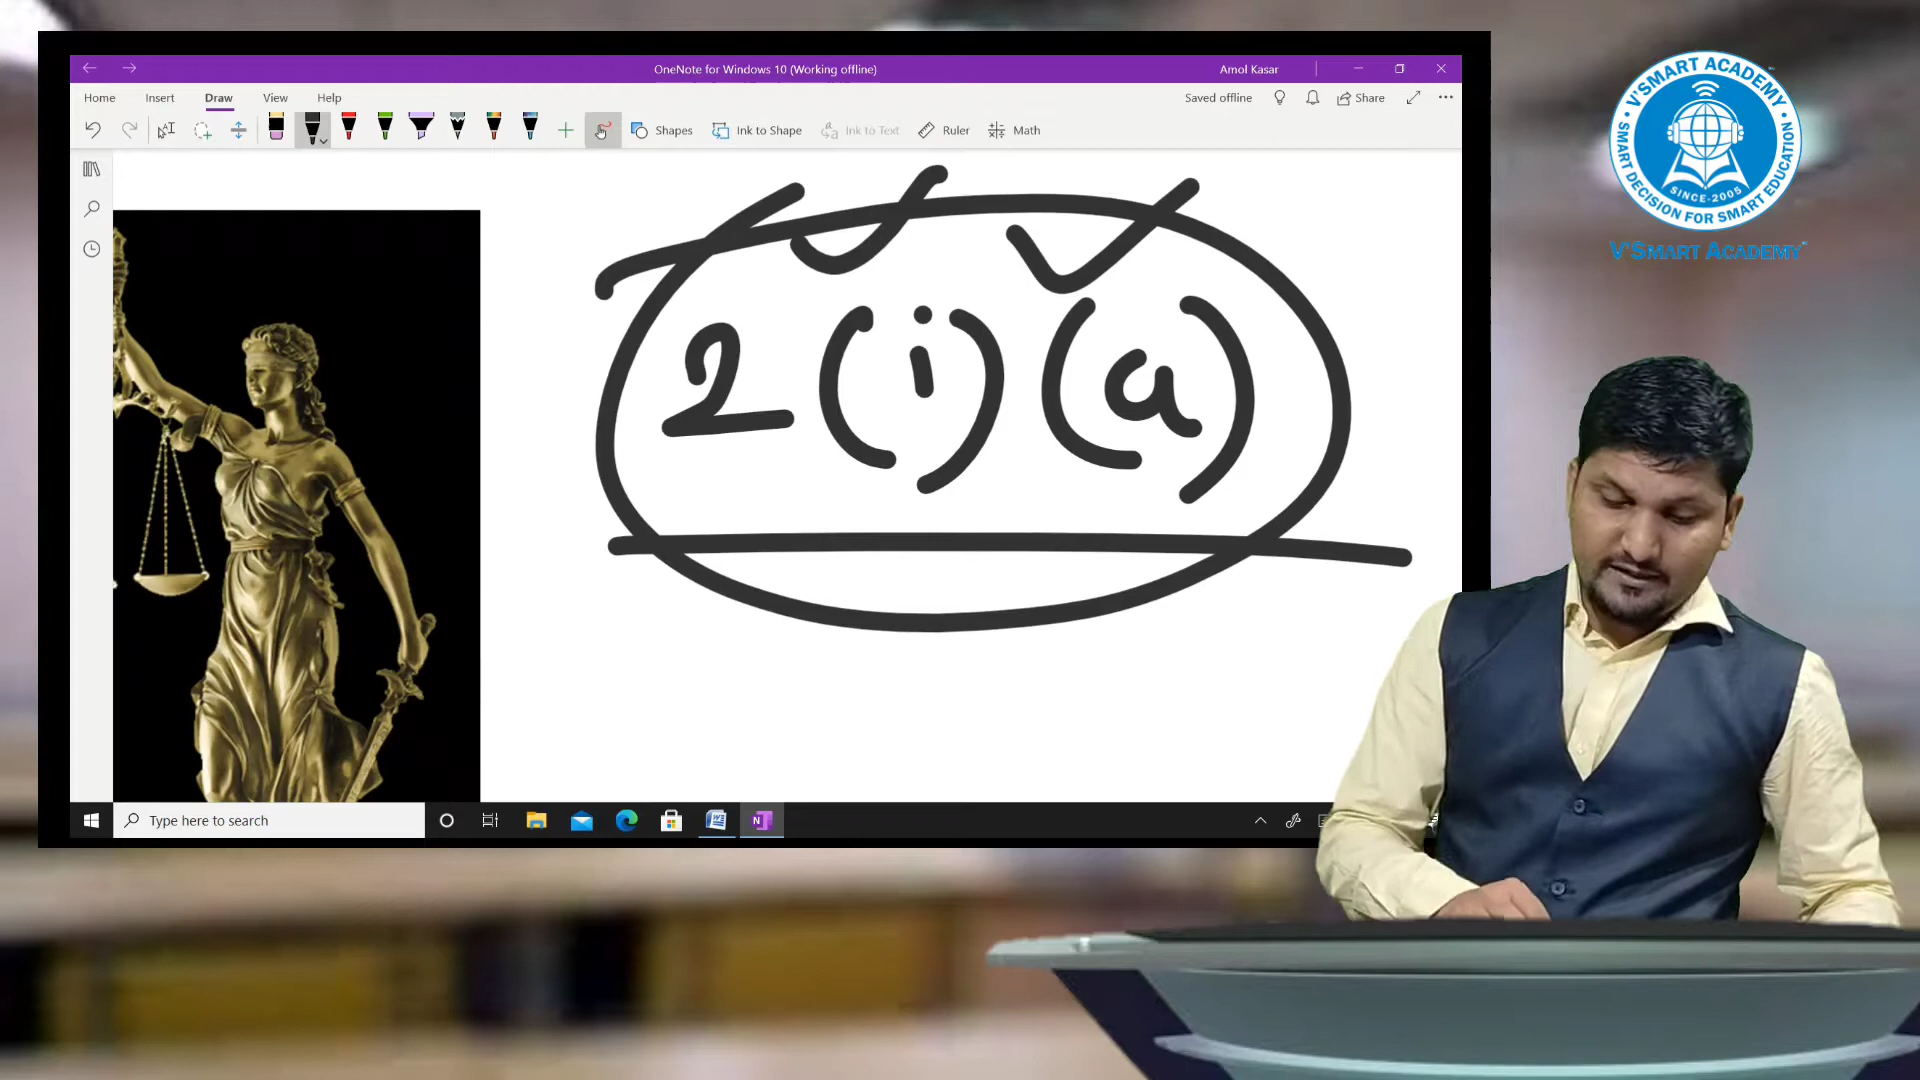 OneNote for Windows 10 (Working offline)
Amol Kasar
Home Insert Draw View Help
Saved offline
Share
Shapes
Ink to Shape
Ink to Text
Ruler
Math
2 (i) (a)
Type here to search
V'SMART ACADEMY
SINCE-2005
SMART DECISION FOR SMART EDUCATION
V'SMART ACADEMY